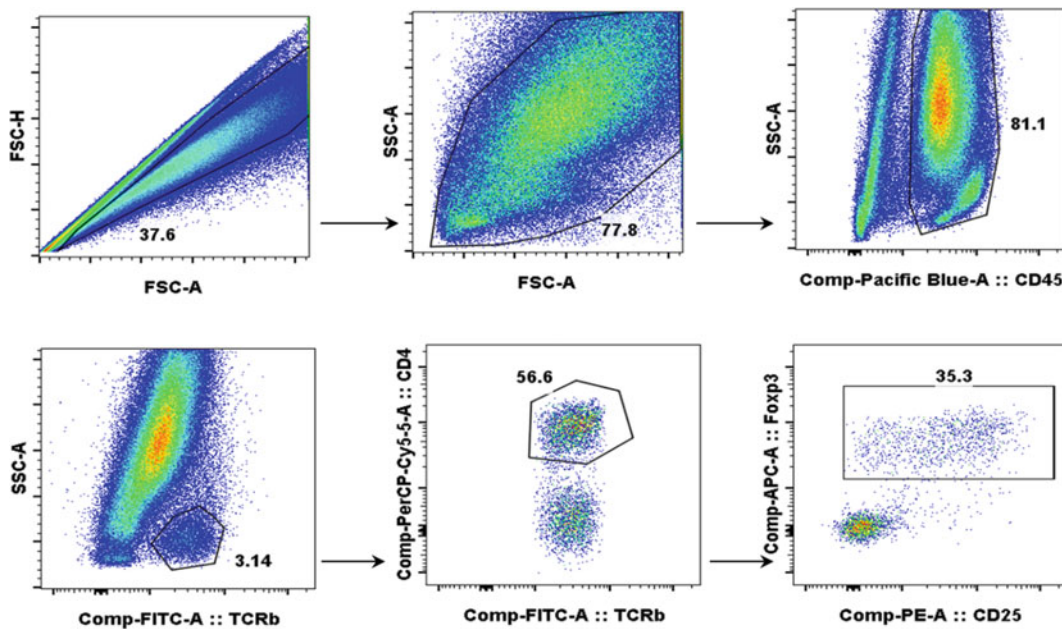 FSC-H
37.6
FSC-A
SSC-A
77.8
FSC-A
SSC-A
81.1
Comp-Pacific Blue-A :: CD45
SSC-A
3.14
Comp-FITC-A :: TCRb
Comp-PerCP-Cy5-5-A :: CD4
56.6
Comp-FITC-A :: TCRb
Comp-APC-A :: Foxp3
35.3
Comp-PE-A :: CD25